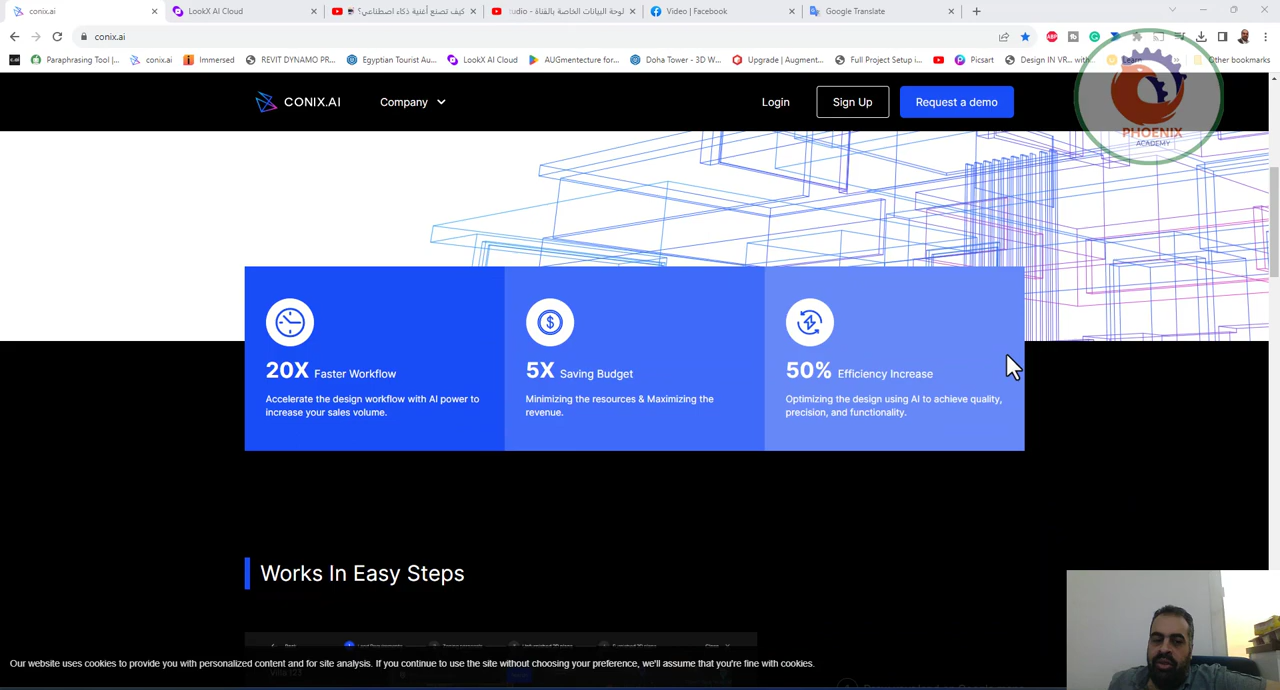 conix.ai
LookX AI Cloud
كيف تصنع أغنية ذكاء اصطناعي؟
لوحة البيانات الخاصة بالقناة - tudio
Video | Facebook
Google Translate
conix.ai
Paraphrasing Tool |...
conix.ai
Immersed
REVIT DYNAMO PR...
Egyptian Tourist Au...
LookX AI Cloud
AUGmentecture for...
Doha Tower - 3D W...
Upgrade | Augment...
Full Project Setup i...
Picsart
Design IN VR... with...
Learn
Other bookmarks
CONIX.AI
Company
Login
Sign Up
Request a demo
PHOENIX
ACADEMY
20X Faster Workflow
Accelerate the design workflow with AI power to
increase your sales volume.
5X Saving Budget
Minimizing the resources & Maximizing the
revenue.
50% Efficiency Increase
Optimizing the design using AI to achieve quality,
precision, and functionality.
Works In Easy Steps
Our website uses cookies to provide you with personalized content and for site analysis. If you continue to use the site without choosing your preference, we'll assume that you're fine with cookies.